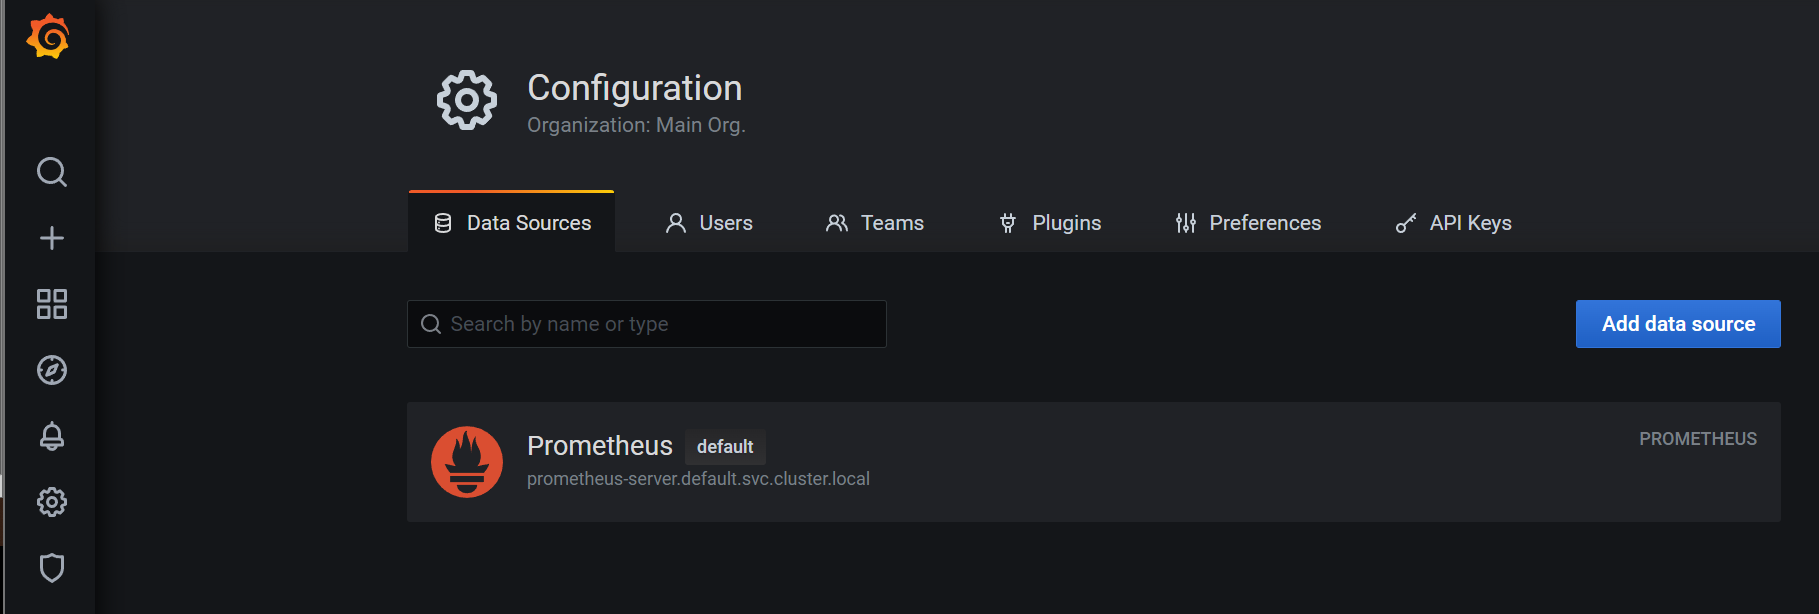 Configuration
Organization: Main Org.
Data Sources Users Teams Plugins Preferences API Keys
Search by name or type Add data source
Prometheus default PROMETHEUS
prometheus-server.default.svc.cluster.local